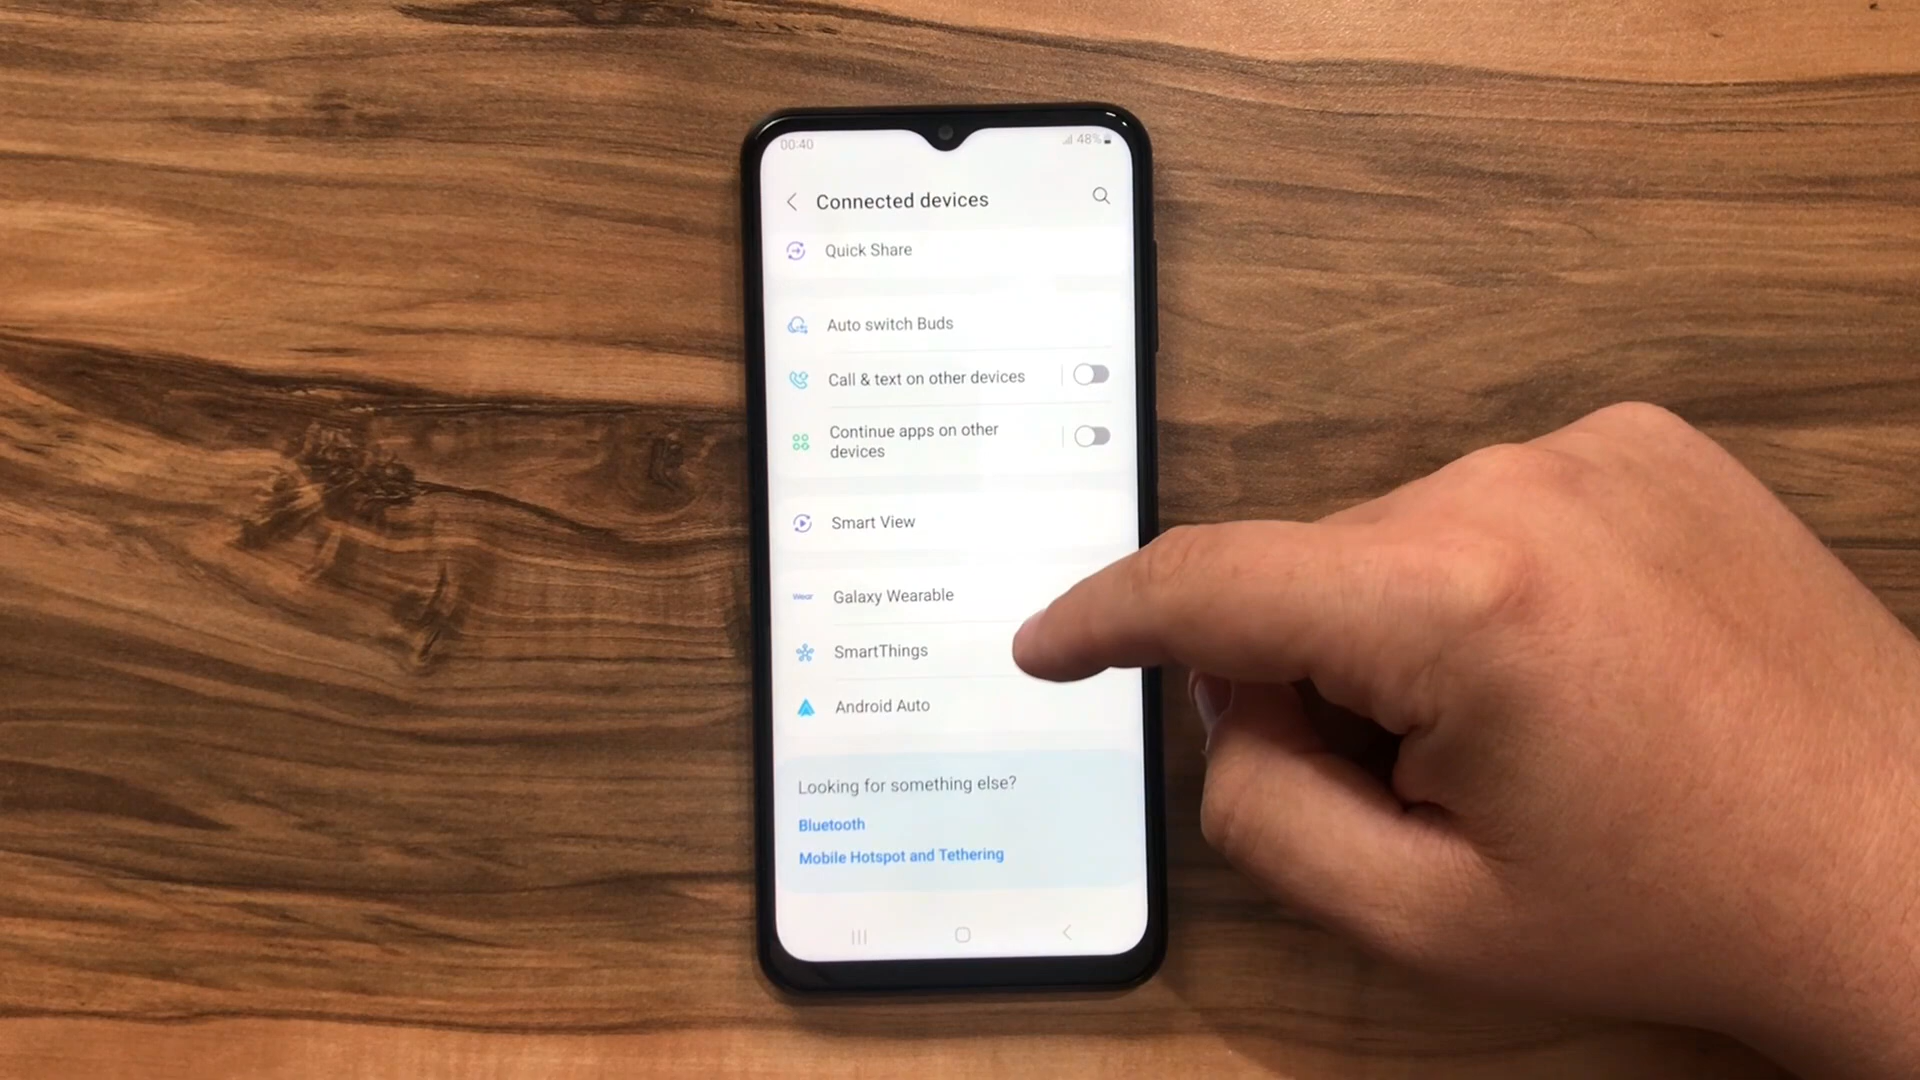 00:40
48%
Connected devices
Quick Share
Auto switch Buds
Call & text on other devices
Continue apps on other
devices
Smart View
Wear
Galaxy Wearable
SmartThings
Android Auto
Looking for something else?
Bluetooth
Mobile Hotspot and Tethering